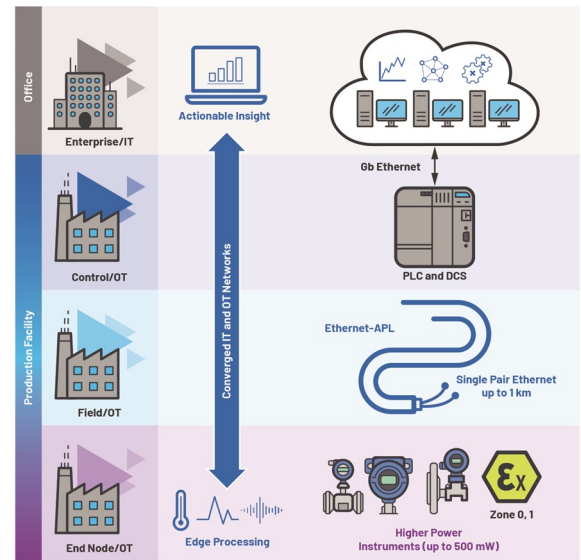 Office
Enterprise/IT
Actionable Insight
Gb Ethernet
Production Facility
Control/OT
Converged IT and OT Networks
PLC and DCS
Field/OT
Ethernet-APL
Single Pair Ethernet
up to 1 km
End Node/OT
Edge Processing
Higher Power
Instruments (up to 500 mW)
εx
Zone 0, 1